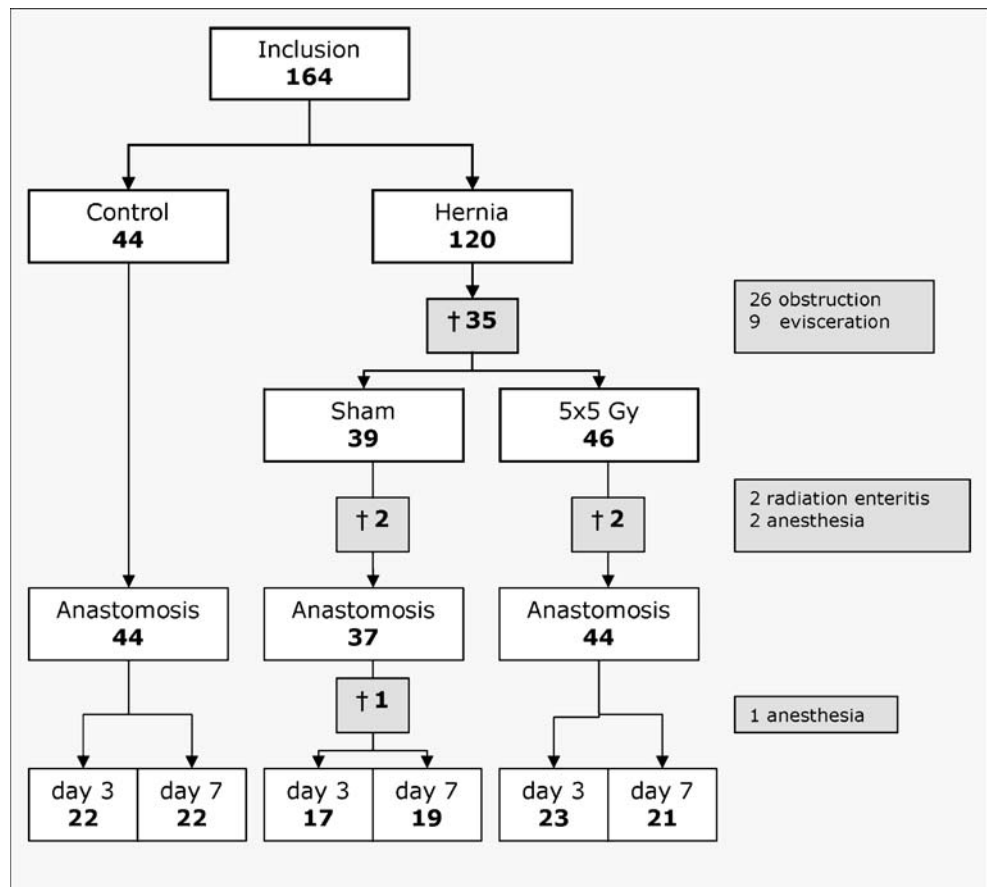 Inclusion
164
Control
44
Hernia
120
† 35
26 obstruction
9 evisceration
Sham
39
5x5 Gy
46
† 2
† 2
2 radiation enteritis
2 anesthesia
Anastomosis
44
Anastomosis
37
Anastomosis
44
† 1
1 anesthesia
day 3
22
day 7
22
day 3
17
day 7
19
day 3
23
day 7
21